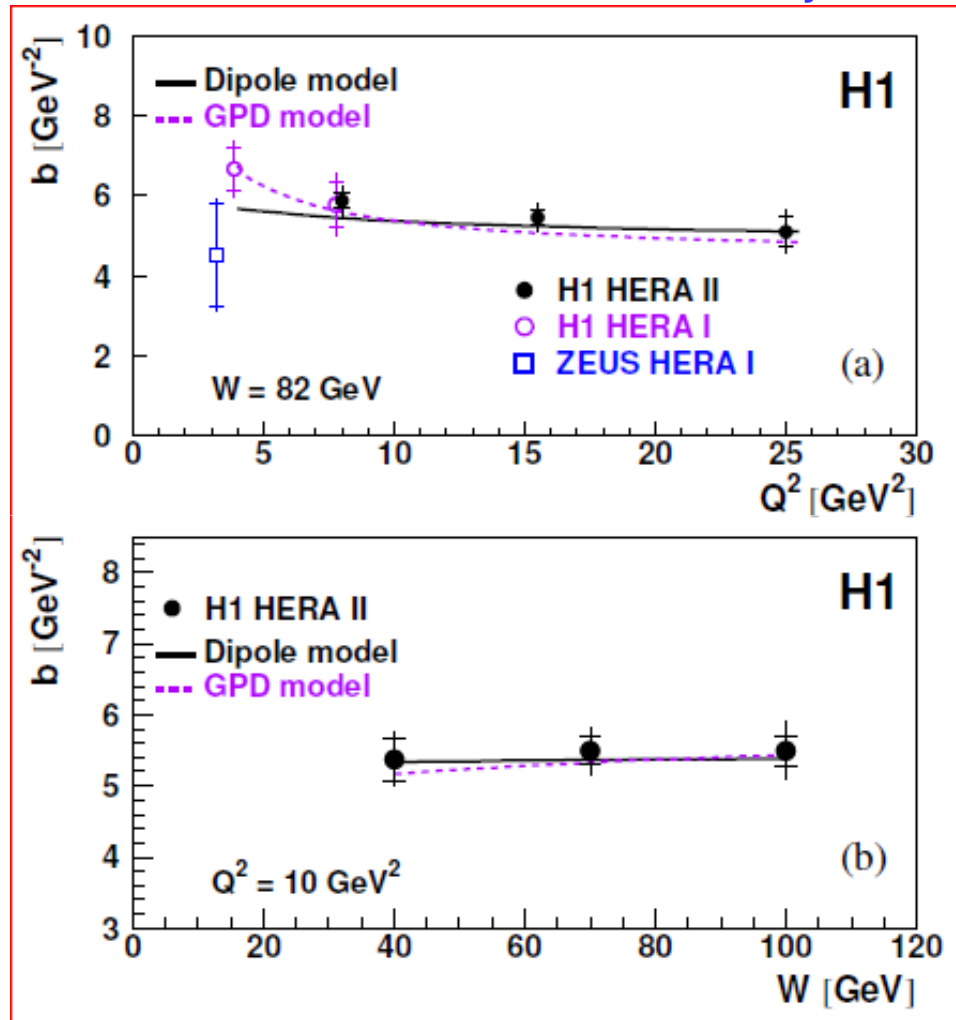 10
8
6
4
2
0
b [GeV⁻²]
Dipole model
GPD model
H1
H1 HERA II
H1 HERA I
ZEUS HERA I
(a)
W = 82 GeV
0 5 10 15 20 25 30
Q² [GeV²]
8
7
6
5
4
3
b [GeV⁻²]
H1 HERA II
Dipole model
GPD model
H1
(b)
Q² = 10 GeV²
0 20 40 60 80 100 120
W [GeV]